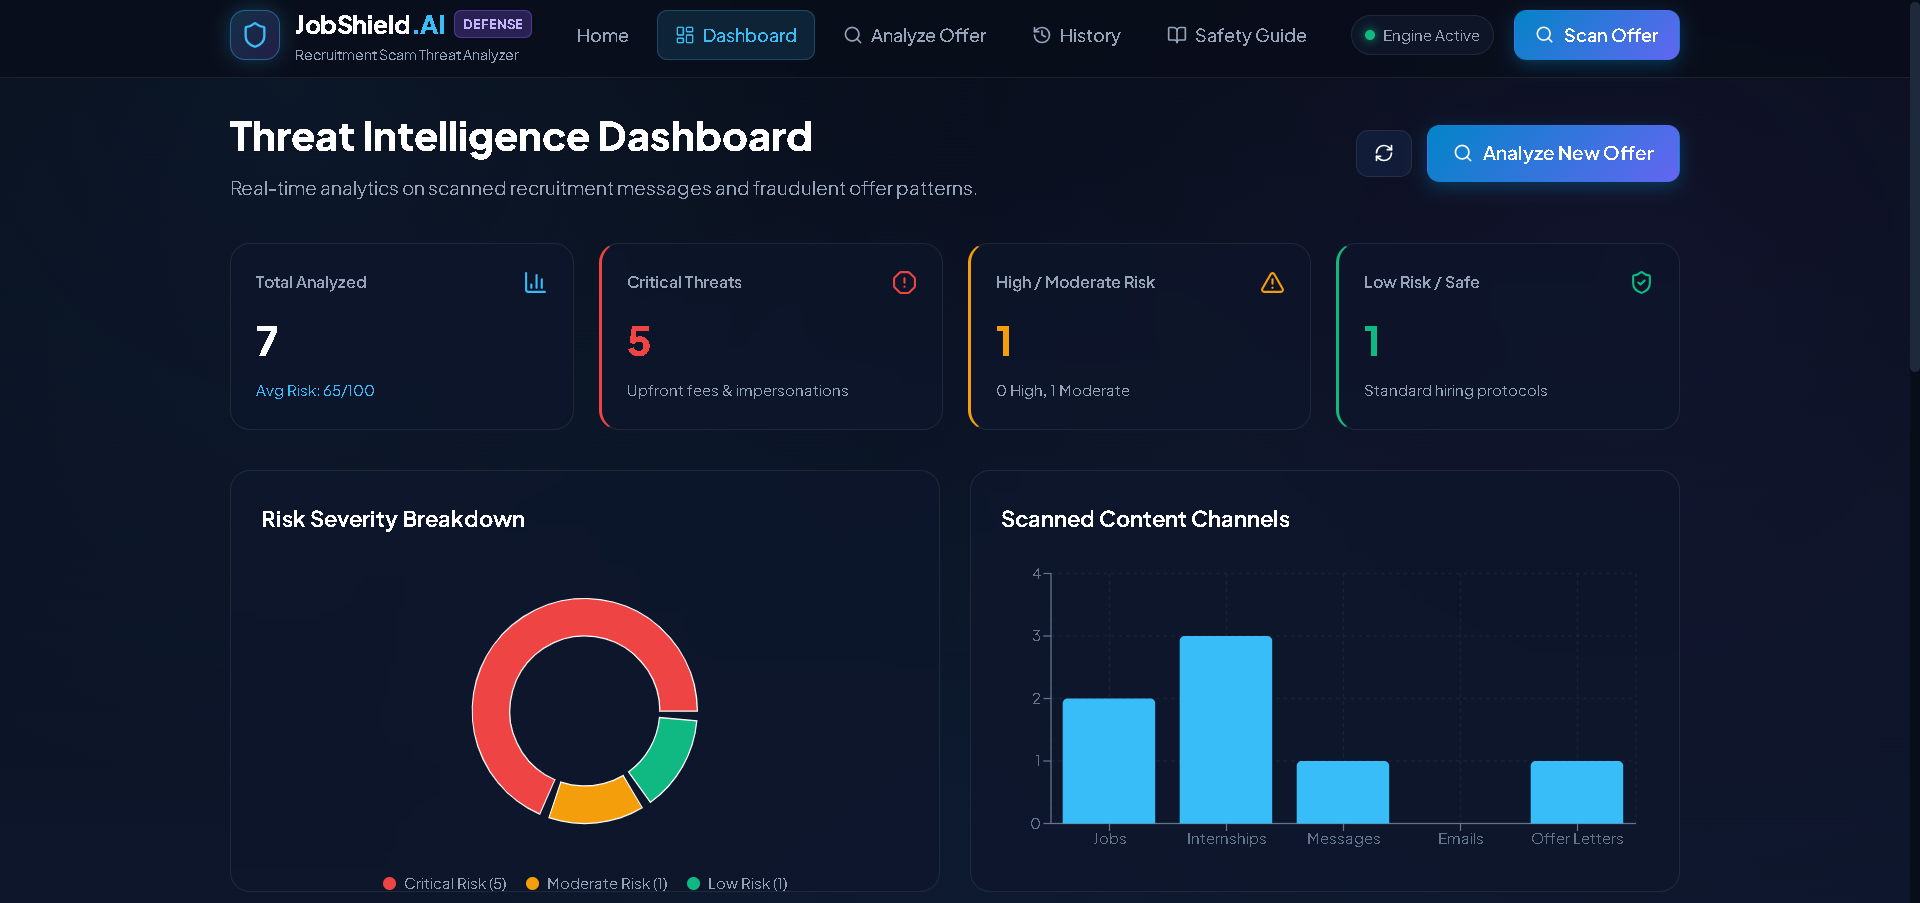 JobShield.AI DEFENSE
Recruitment Scam Threat Analyzer
Home
Dashboard
Analyze Offer
History
Safety Guide
Engine Active
Scan Offer
Threat Intelligence Dashboard
Real-time analytics on scanned recruitment messages and fraudulent offer patterns.
Analyze New Offer
Total Analyzed
7
Avg Risk: 65/100
Critical Threats
5
Upfront fees & impersonations
High / Moderate Risk
1
0 High, 1 Moderate
Low Risk / Safe
1
Standard hiring protocols
Risk Severity Breakdown
Critical Risk (5)
Moderate Risk (1)
Low Risk (1)
Scanned Content Channels
4
3
2
1
0
Jobs
Internships
Messages
Emails
Offer Letters